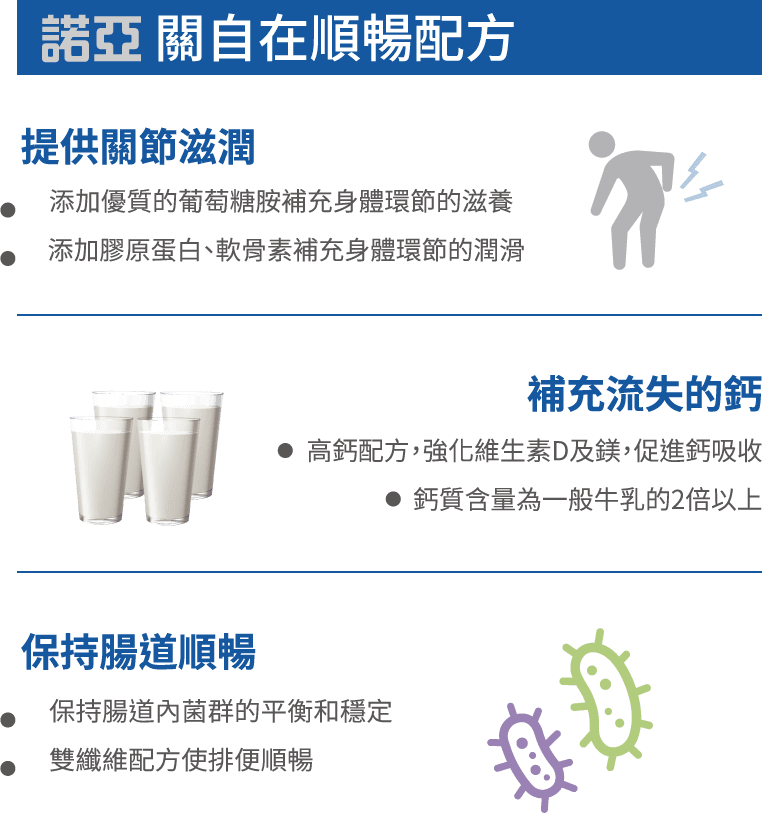 諾亞 關自在順暢配方
提供關節滋潤
● 添加優質的葡萄糖胺補充身體環節的滋養
● 添加膠原蛋白、軟骨素補充身體環節的潤滑
補充流失的鈣
● 高鈣配方，強化維生素D及鎂，促進鈣吸收
● 鈣質含量為一般牛乳的2倍以上
保持腸道順暢
● 保持腸道內菌群的平衡和穩定
● 雙纖維配方使排便順暢